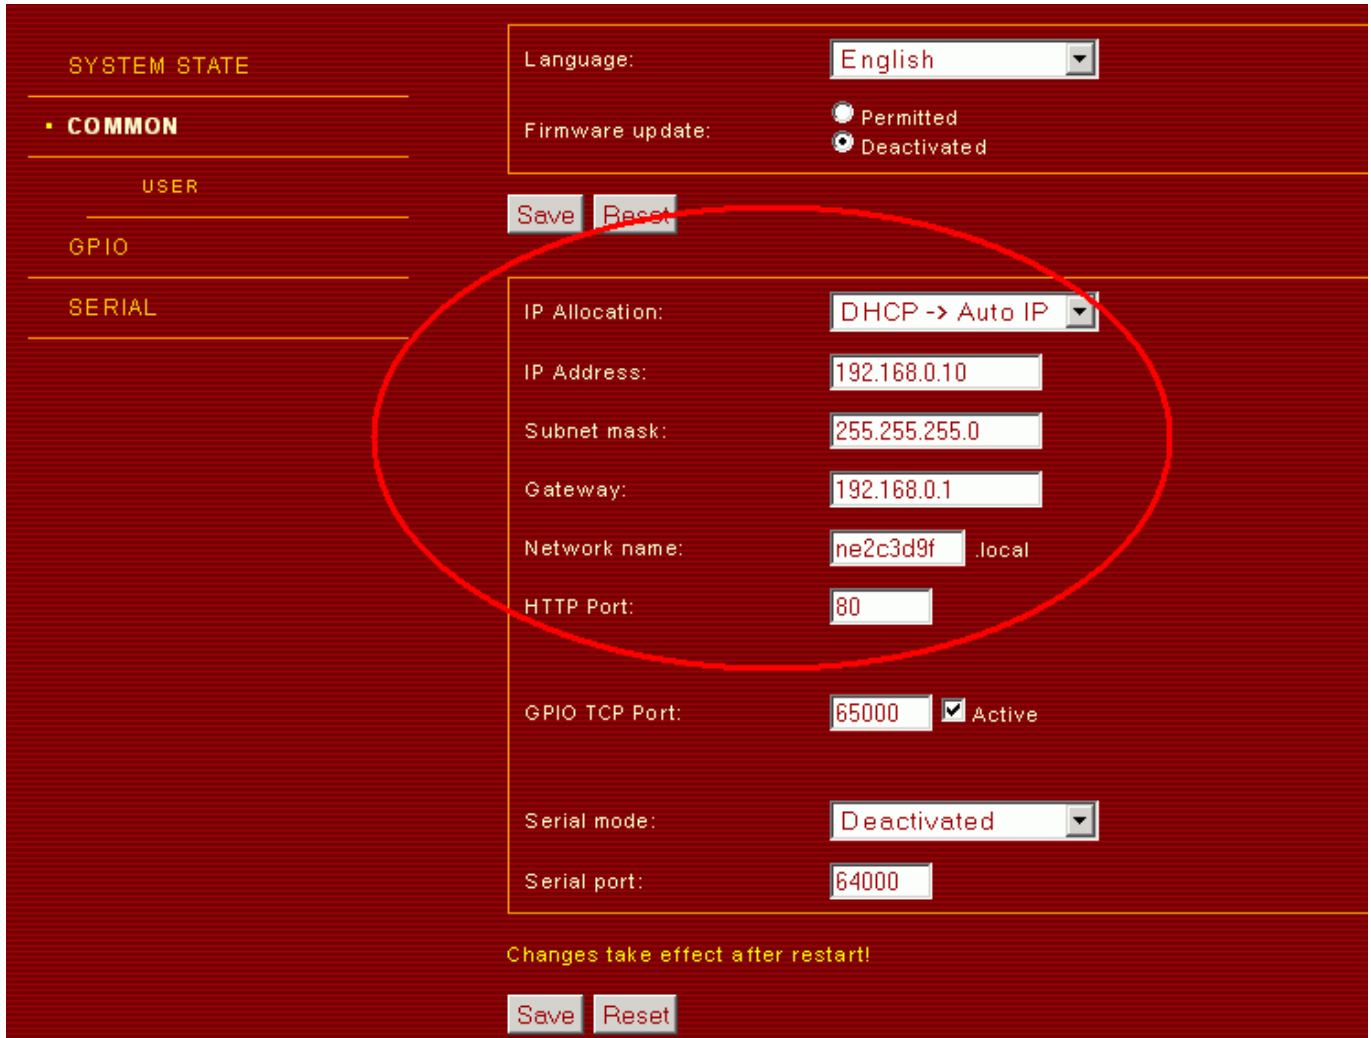 SYSTEM STATE
COMMON
USER
GPIO
SERIAL
Language: English
Firmware update: Permitted
Deactivated
Save Reset
IP Allocation: DHCP -> Auto IP
IP Address: 192.168.0.10
Subnet mask: 255.255.255.0
Gateway: 192.168.0.1
Network name: ne2c3d9f .local
HTTP Port: 80
GPIO TCP Port: 65000 Active
Serial mode: Deactivated
Serial port: 64000
Changes take effect after restart!
Save Reset